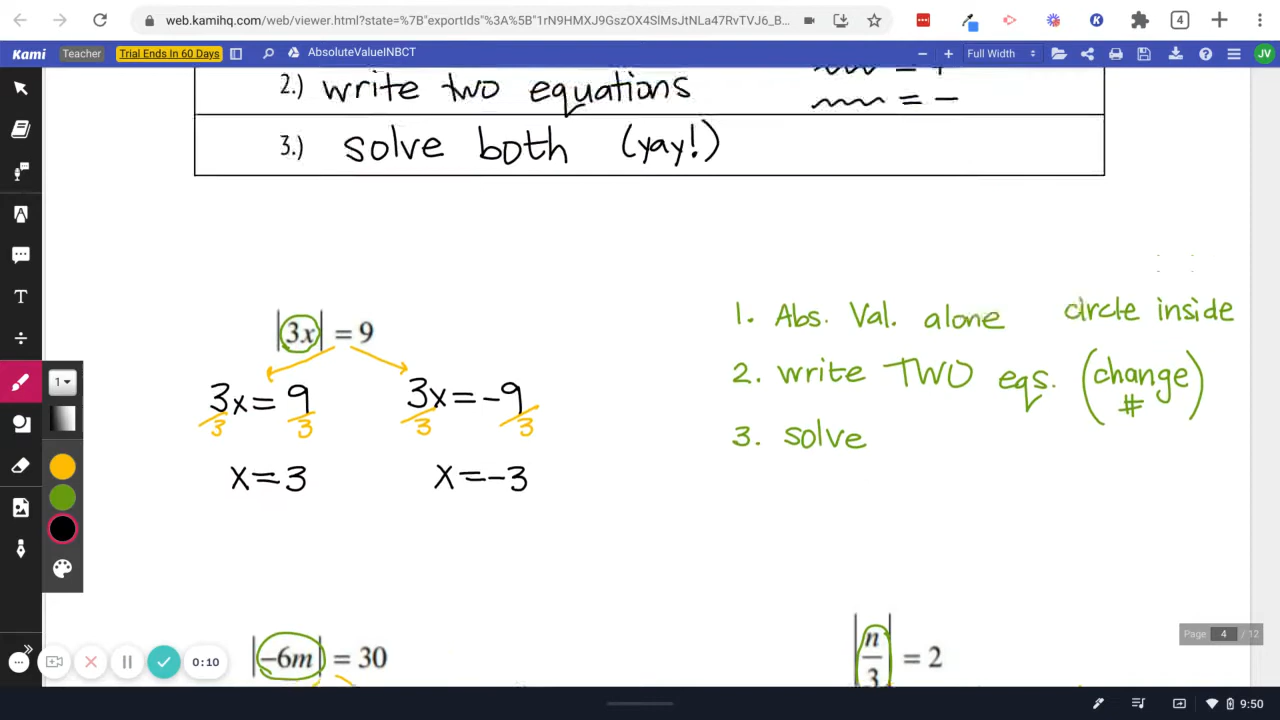 web.kamihq.com/web/viewer.html?state=%7B"exportIds"%3A%5B"1rN9HMXJ9GszOX4SlMsJtNLa47RvTVJ6_B...
4
Kami Teacher Trial Ends In 60 Days AbsoluteValueINBCT Full Width JV
2.) write two equations = +
= -
3.) solve both (yay!)
|3x| = 9
1. Abs. Val. alone circle inside
2. write TWO eqs. (change #)
3. solve
3x = 9 3x = -9
3 3 3 3
x = 3 x = -3
1
|-6m| = 30
|n/3| = 2
Page 4 / 12
0:10
9:50